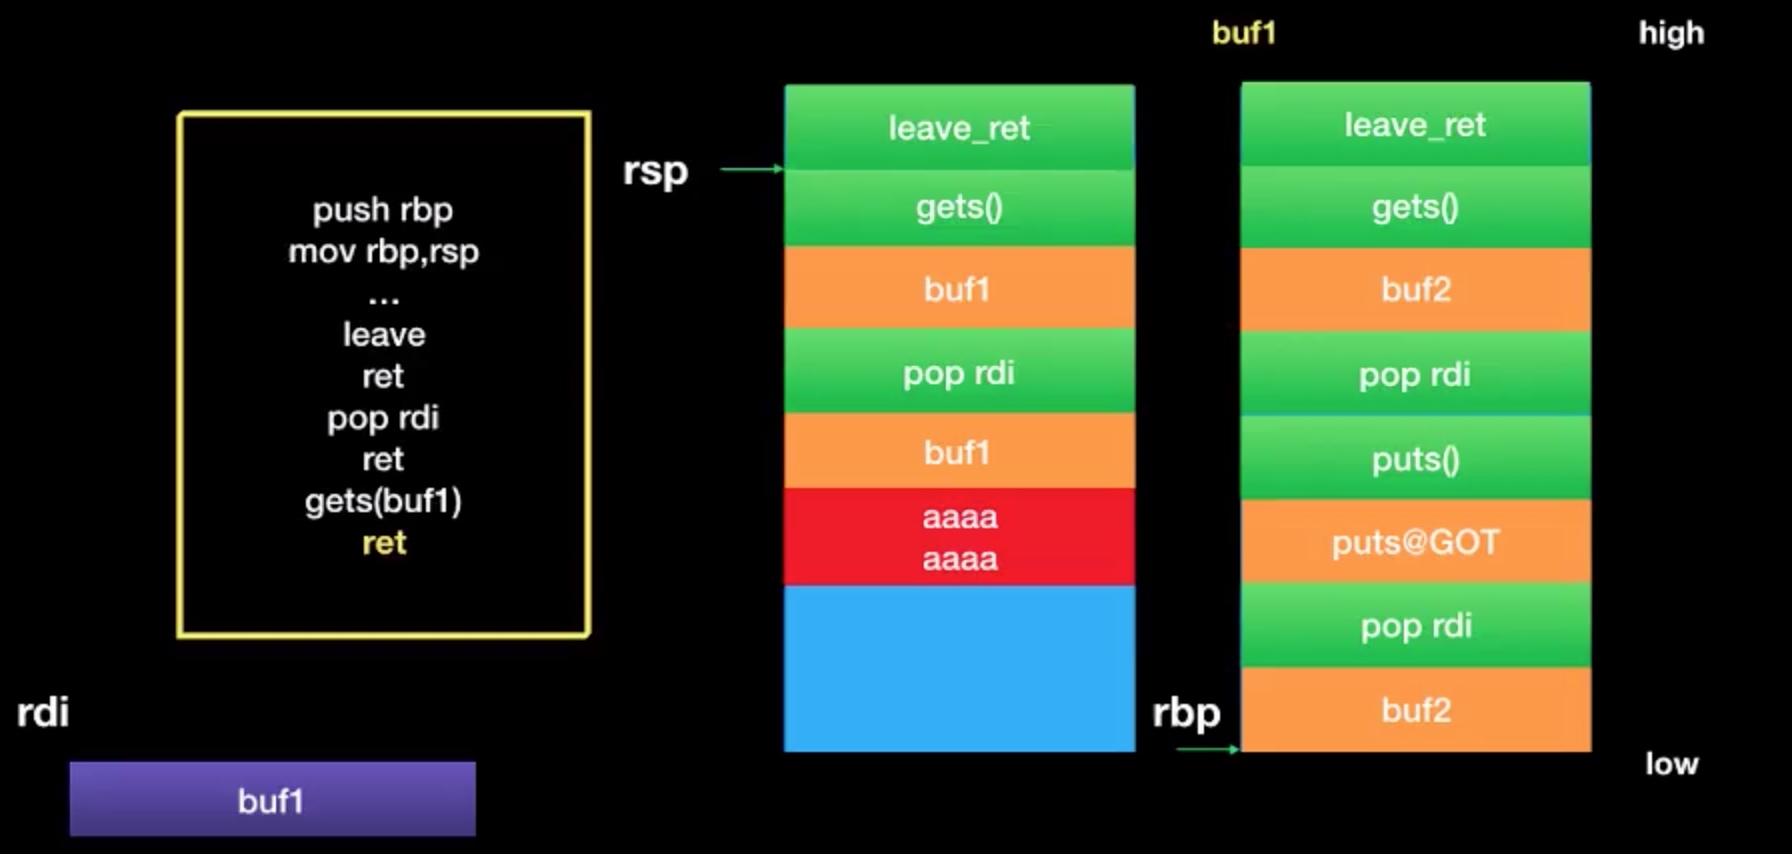 buf1
high
push rbp
mov rbp,rsp
...
leave
ret
pop rdi
ret
gets(buf1)
ret
rdi
buf1
rsp
leave_ret
gets()
buf1
pop rdi
buf1
aaaa
aaaa
rbp
leave_ret
gets()
buf2
pop rdi
puts()
puts@GOT
pop rdi
buf2
low